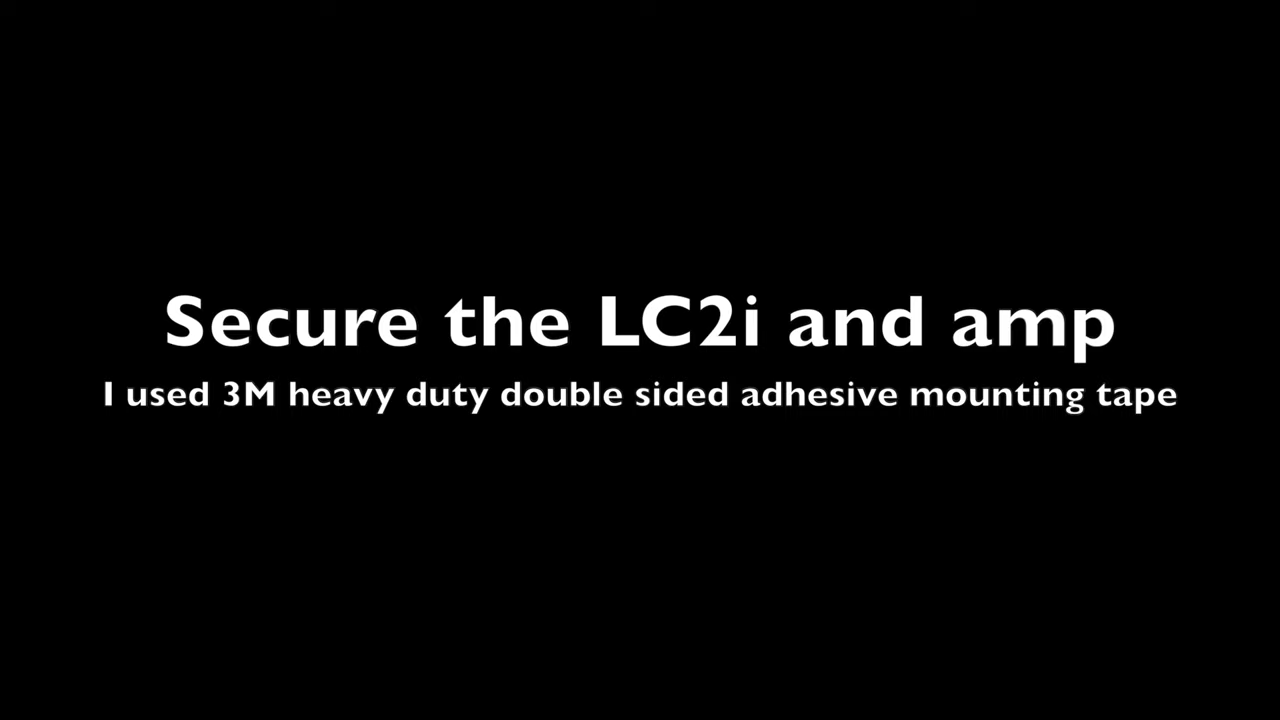 Secure the LC2i and amp
I used 3M heavy duty double sided adhesive mounting tape